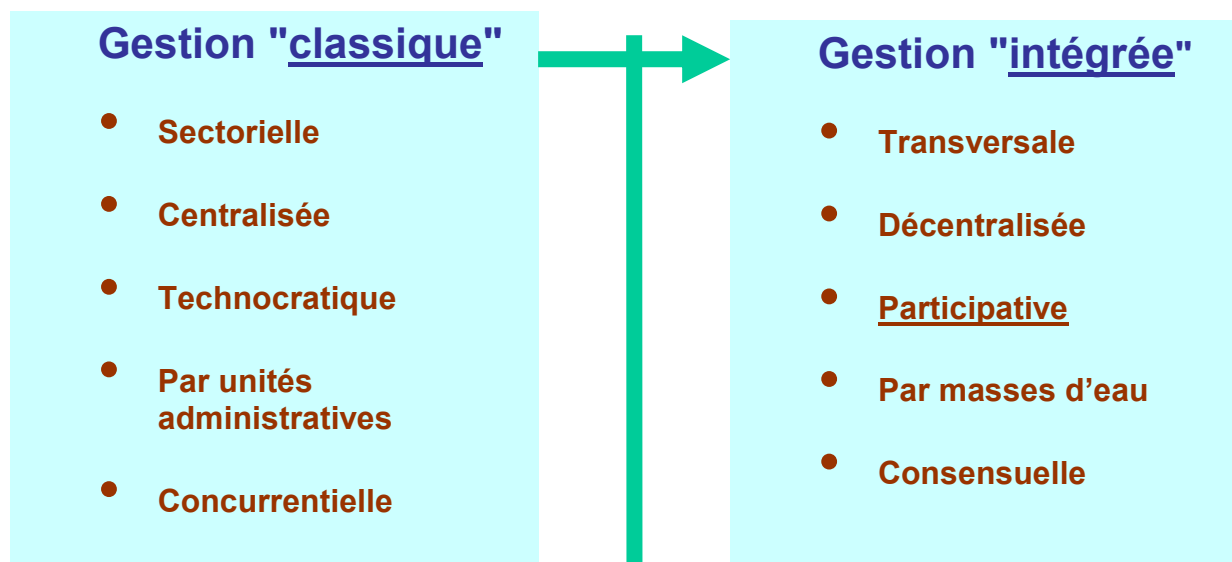 Gestion "classique"
• Sectorielle
• Centralisée
• Technocratique
• Par unités
administratives
• Concurrentielle
Gestion "intégrée"
• Transversale
• Décentralisée
• Participative
• Par masses d’eau
• Consensuelle